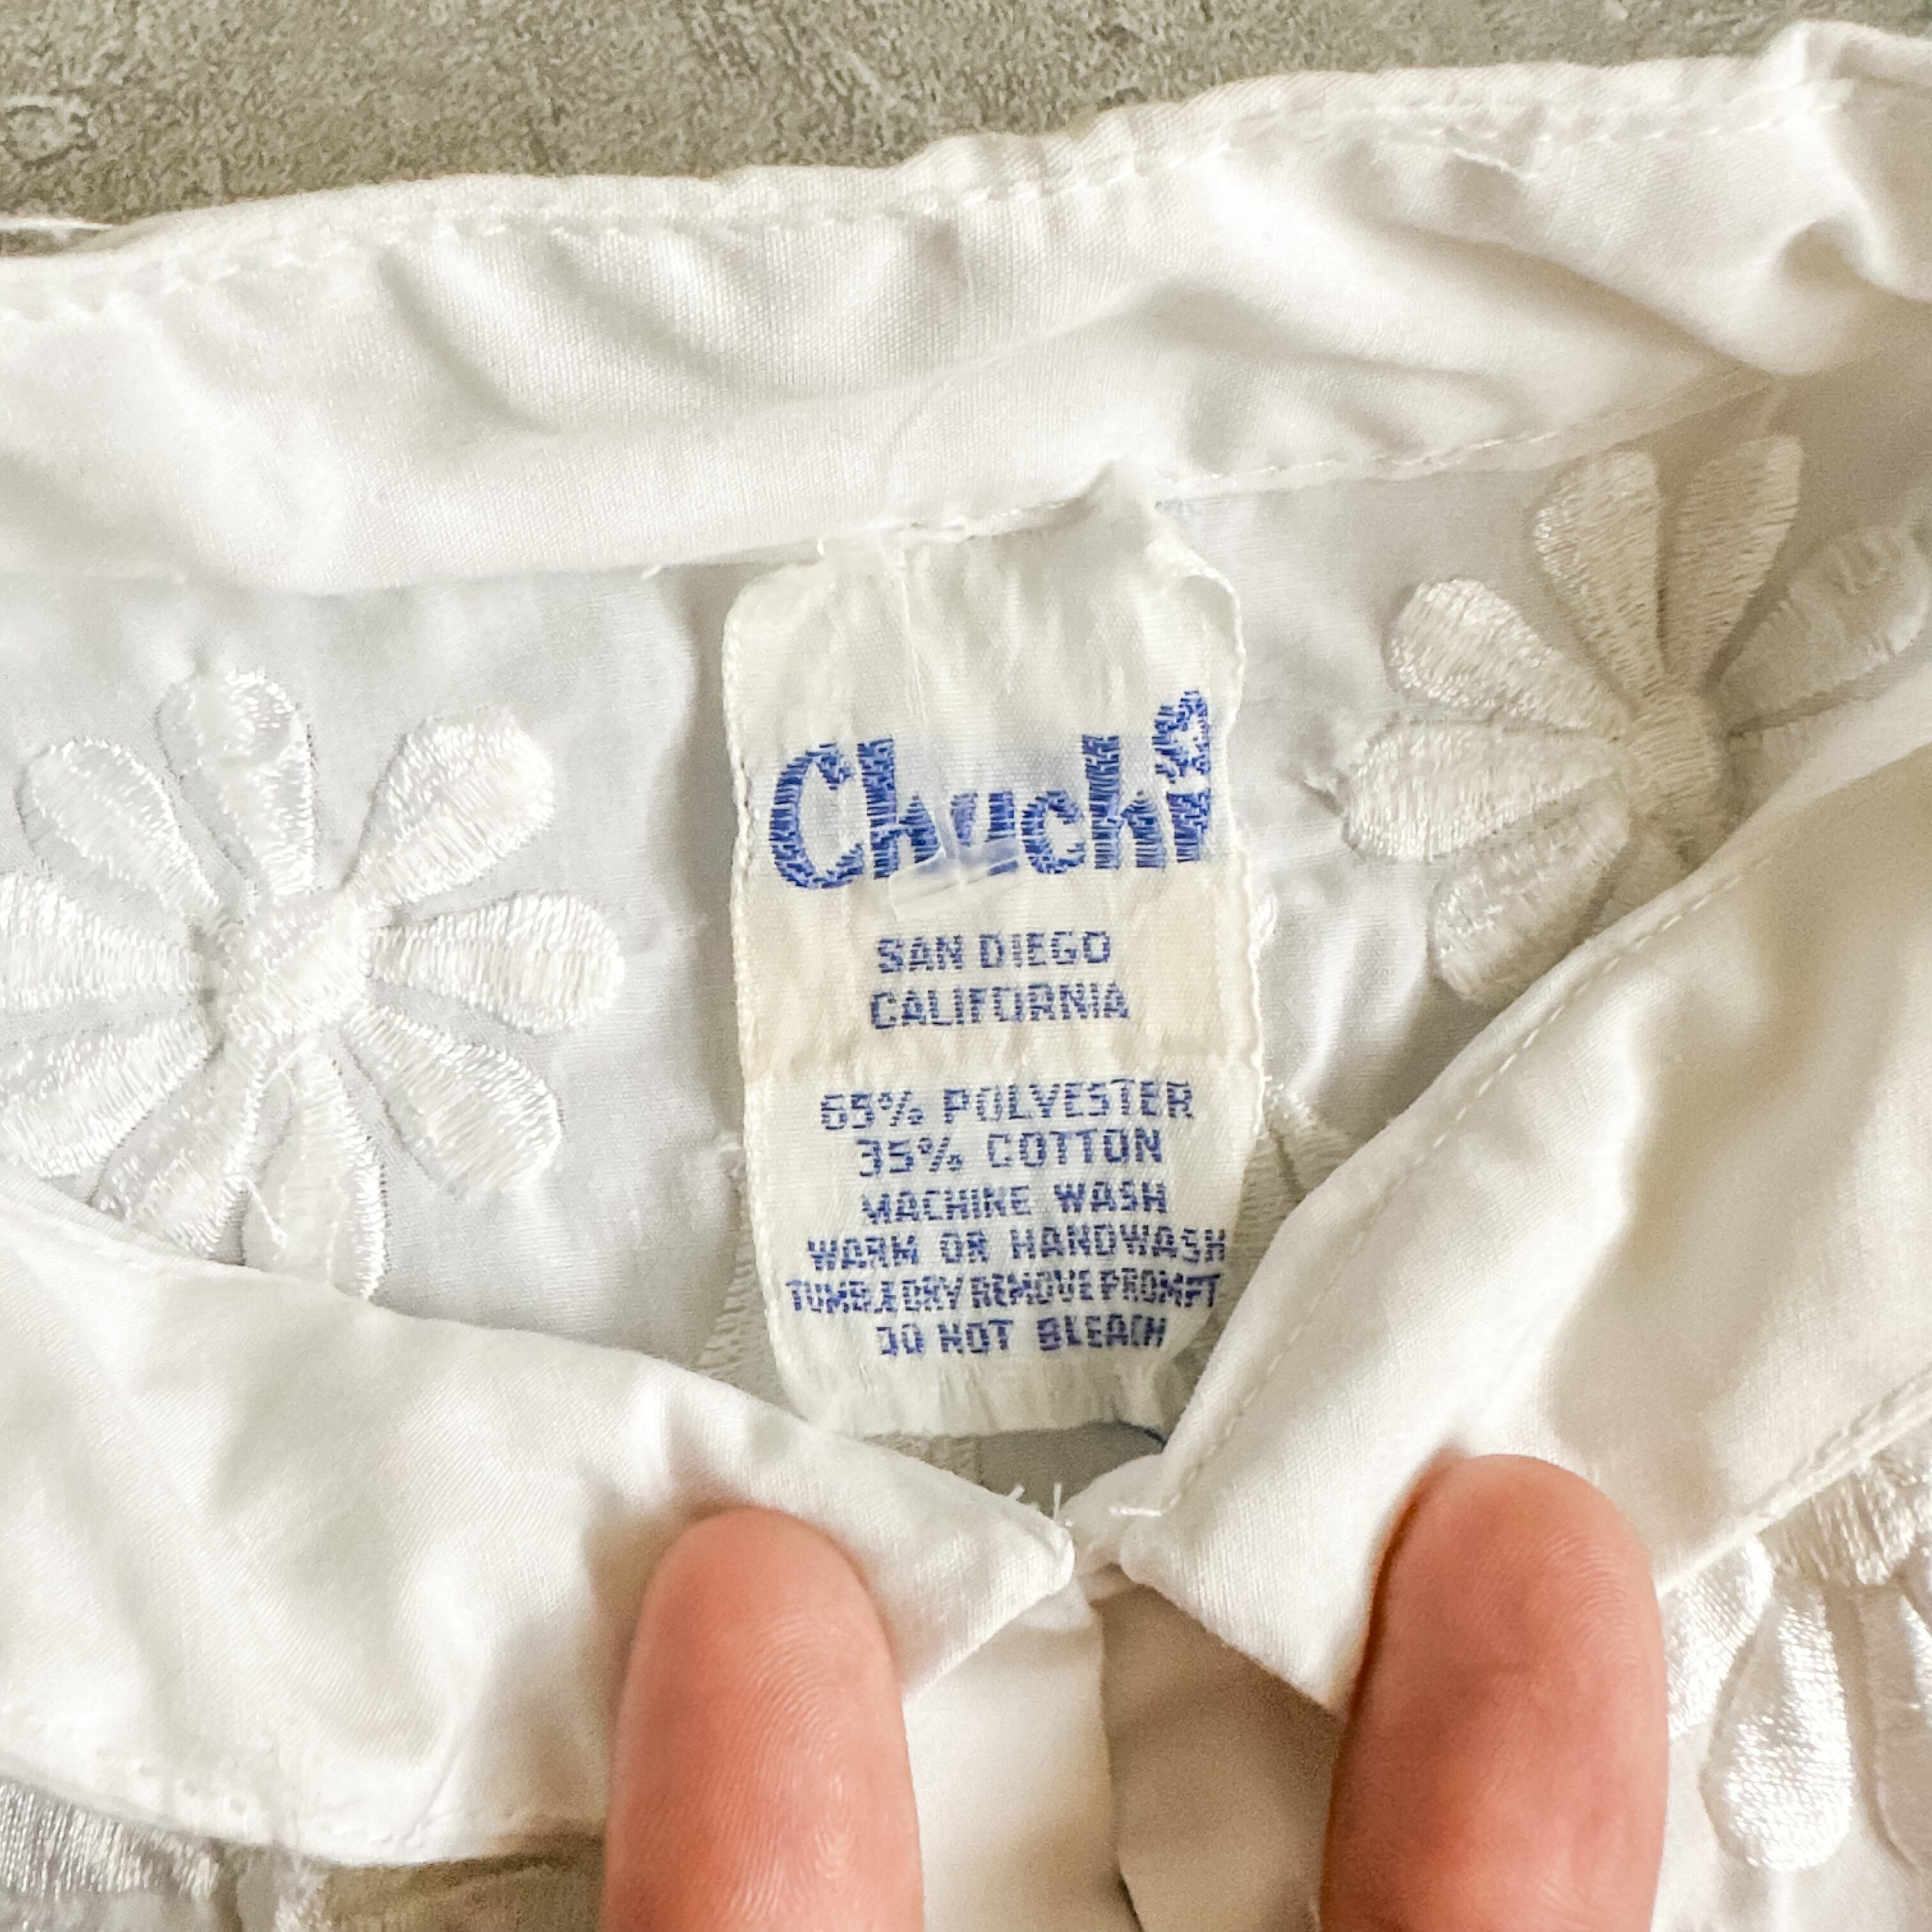 Chuchi
SAN DIEGO
CALIFORNIA
65% POLYESTER
35% COTTON
MACHINE WASH
WARM OR HANDWASH
TUMBLE DRY REMOVE PROMPT
DO NOT BLEACH